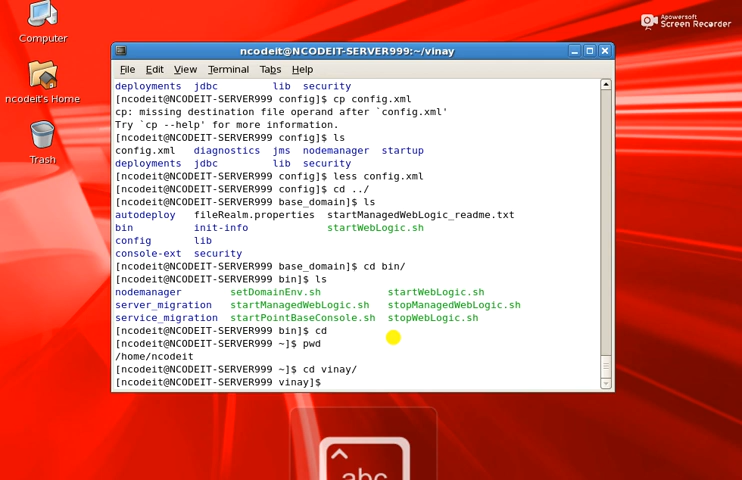 Computer
ncodeit's Home
Trash
Apowersoft
Screen Recorder
ncodeit@NCODEIT-SERVER999:~/vinay
File Edit View Terminal Tabs Help
deployments jdbc lib security
[ncodeit@NCODEIT-SERVER999 config]$ cp config.xml
cp: missing destination file operand after `config.xml'
Try `cp --help' for more information.
[ncodeit@NCODEIT-SERVER999 config]$ ls
config.xml diagnostics jms nodemanager startup
deployments jdbc lib security
[ncodeit@NCODEIT-SERVER999 config]$ less config.xml
[ncodeit@NCODEIT-SERVER999 config]$ cd ../
[ncodeit@NCODEIT-SERVER999 base_domain]$ ls
autodeploy fileRealm.properties startManagedWebLogic_readme.txt
bin init-info startWebLogic.sh
config lib
console-ext security
[ncodeit@NCODEIT-SERVER999 base_domain]$ cd bin/
[ncodeit@NCODEIT-SERVER999 bin]$ ls
nodemanager setDomainEnv.sh startWebLogic.sh
server_migration startManagedWebLogic.sh stopManagedWebLogic.sh
service_migration startPointBaseConsole.sh stopWebLogic.sh
[ncodeit@NCODEIT-SERVER999 bin]$ cd
[ncodeit@NCODEIT-SERVER999 ~]$ pwd
/home/ncodeit
[ncodeit@NCODEIT-SERVER999 ~]$ cd vinay/
[ncodeit@NCODEIT-SERVER999 vinay]$
abc